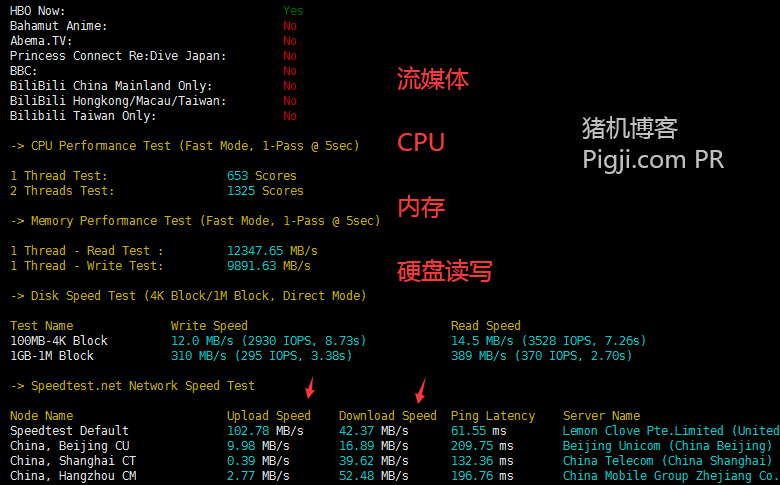 HBO Now: Yes
Bahamut Anime: No
Abema.TV: No
Princess Connect Re:Dive Japan: No
BBC: No
BiliBili China Mainland Only: No
BiliBili Hongkong/Macau/Taiwan: No
Bilibili Taiwan Only: No
流媒体
猪机博客
Pigji.com PR
-> CPU Performance Test (Fast Mode, 1-Pass @ 5sec)
CPU
1 Thread Test: 653 Scores
2 Threads Test: 1325 Scores
内存
-> Memory Performance Test (Fast Mode, 1-Pass @ 5sec)
1 Thread - Read Test : 12347.65 MB/s
1 Thread - Write Test: 9891.63 MB/s
硬盘读写
-> Disk Speed Test (4K Block/1M Block, Direct Mode)
Test Name Write Speed Read Speed
100MB-4K Block 12.0 MB/s (2930 IOPS, 8.73s) 14.5 MB/s (3528 IOPS, 7.26s)
1GB-1M Block 310 MB/s (295 IOPS, 3.38s) 389 MB/s (370 IOPS, 2.70s)
-> Speedtest.net Network Speed Test
Node Name Upload Speed Download Speed Ping Latency Server Name
Speedtest Default 102.78 MB/s 42.37 MB/s 61.55 ms Lemon Clove Pte.Limited (United
China, Beijing CU 9.98 MB/s 16.89 MB/s 209.75 ms Beijing Unicom (China Beijing)
China, Shanghai CT 0.39 MB/s 39.62 MB/s 132.36 ms China Telecom (China Shanghai)
China, Hangzhou CM 2.77 MB/s 52.48 MB/s 196.76 ms China Mobile Group Zhejiang Co.